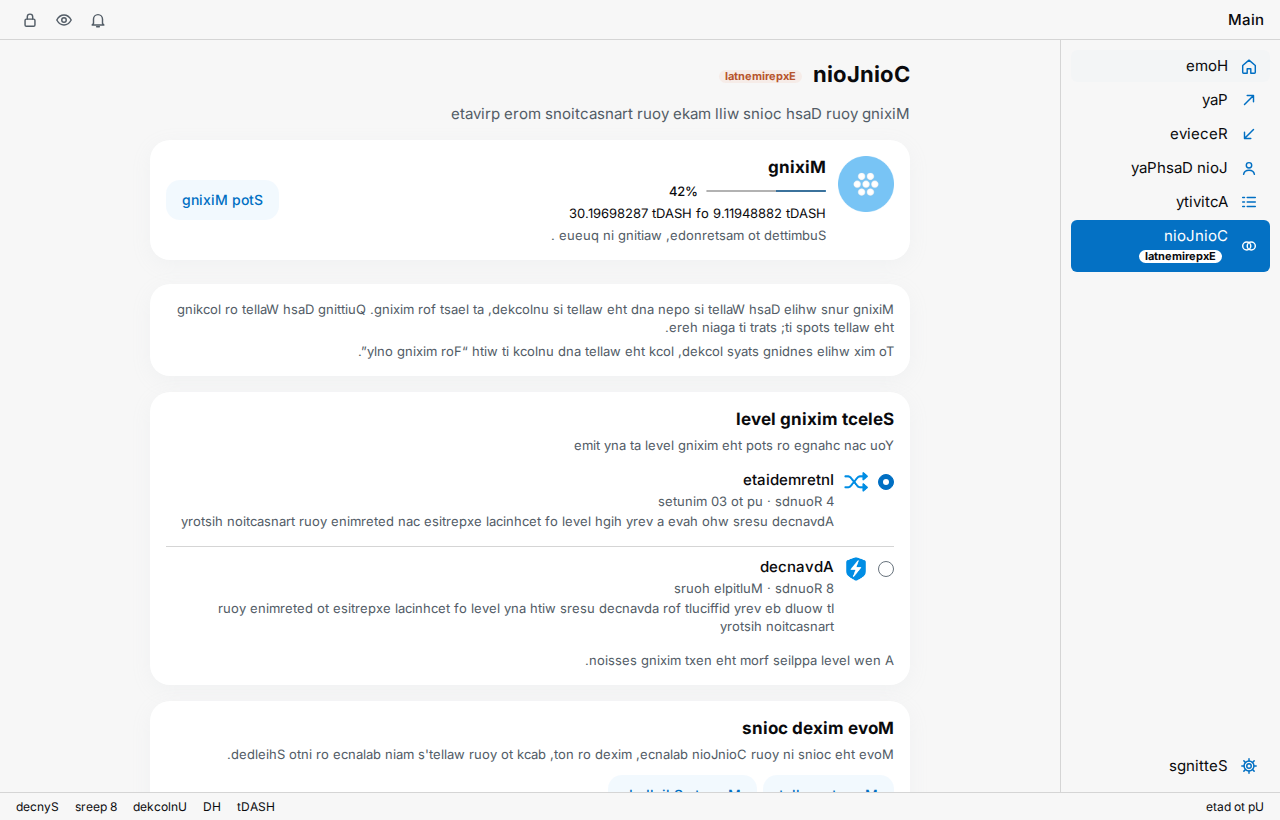 Main
emoH
yaP
evieceR
yaPhsaD nioJ
ytivitcA
nioJnioC
latnemirepxE
sgnitteS
latnemirepxE nioJnioC
etavirp erom snoitcasnart ruoy ekam lliw snioc hsaD ruoy gnixiM
gnixiM
42%
30.19698287 tDASH fo 9.11948882 tDASH
. eueuq ni gnitiaw ,edonretsam ot dettimbuS
gnixiM potS
gnikcol ro tellaW hsaD gnittiuQ .gnixim rof tsael ta ,dekcolnu si tellaw eht dna nepo si tellaW hsaD elihw snur gnixiM
.ereh niaga ti trats ;ti spots tellaw eht
.”ylno gnixim roF“ htiw ti kcolnu dna tellaw eht kcol ,dekcol syats gnidnes elihw xim oT
level gnixim tceleS
emit yna ta level gnixim eht pots ro egnahc nac uoY
etaidemretnI
setunim 03 ot pu · sdnuoR 4
yrotsih noitcasnart ruoy enimreted nac esitrepxe lacinhcet fo level hgih yrev a evah ohw sresu decnavdA
decnavdA
sruoh elpitluM · sdnuoR 8
ruoy enimreted ot esitrepxe lacinhcet fo level yna htiw sresu decnavda rof tluciffid yrev eb dluow tI
yrotsih noitcasnart
.noisses gnixim txen eht morf seilppa level wen A
snioc dexim evoM
.dedleihS otni ro ecnalab niam s'tellaw ruoy ot kcab ,ton ro dexim ,ecnalab nioJnioC ruoy ni snioc eht evoM
decnyS
sreep 8
dekcolnU
DH
tDASH
etad ot pU